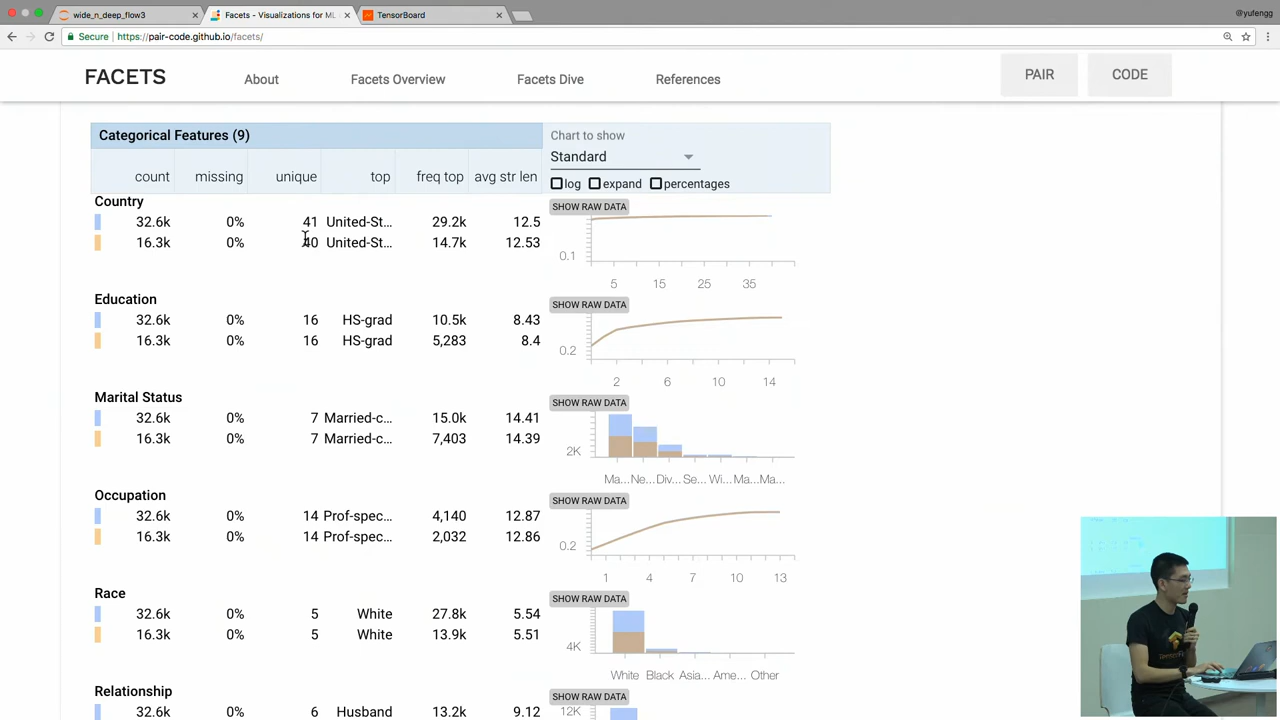 wide_n_deep_flow3
Facets - Visualizations for ML
TensorBoard
@yufengg
Secure
https://pair-code.github.io/facets/
FACETS
About
Facets Overview
Facets Dive
References
PAIR
CODE
Categorical Features (9)
Chart to show
Standard
count missing unique top freq top avg str len
log expand percentages
Country
SHOW RAW DATA
32.6k 0% 41 United-St... 29.2k 12.5
16.3k 0% 40 United-St... 14.7k 12.53
0.1
5 15 25 35
Education
SHOW RAW DATA
32.6k 0% 16 HS-grad 10.5k 8.43
16.3k 0% 16 HS-grad 5,283 8.4
0.2
2 6 10 14
Marital Status
SHOW RAW DATA
32.6k 0% 7 Married-c... 15.0k 14.41
16.3k 0% 7 Married-c... 7,403 14.39
2K
Ma... Ne... Div... Se... Wi... Ma... Ma...
Occupation
SHOW RAW DATA
32.6k 0% 14 Prof-spec... 4,140 12.87
16.3k 0% 14 Prof-spec... 2,032 12.86
0.2
1 4 7 10 13
Race
SHOW RAW DATA
32.6k 0% 5 White 27.8k 5.54
16.3k 0% 5 White 13.9k 5.51
4K
White Black Asia... Ame... Other
Relationship
SHOW RAW DATA
32.6k 0% 6 Husband 13.2k 9.12
12K